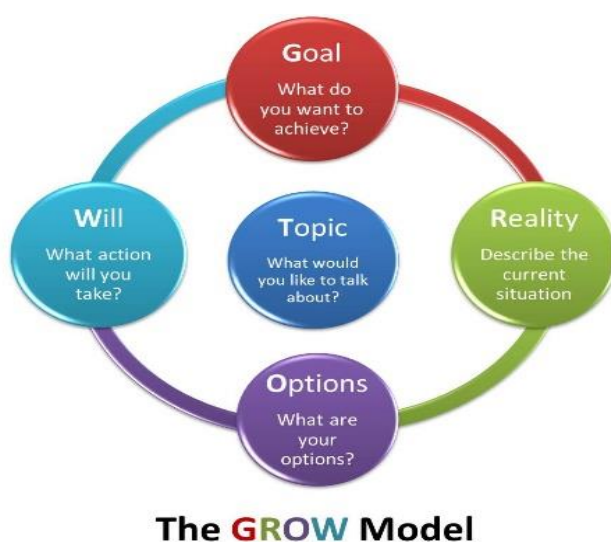 Goal
What do
you want to
achieve?
Will
What action
will you
take?
Topic
What would
you like to talk
about?
Reality
Describe the
current
situation
Options
What are
your
options?
The GROW Model